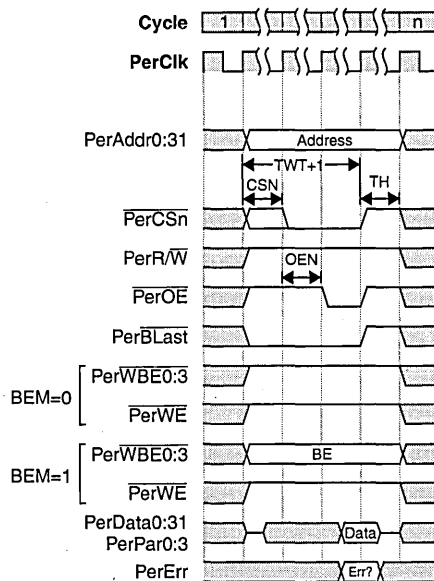 Cycle 1 n
PerClk
PerAddr0:31 Address
TWT+1
CSN TH
PerCSn
PerR/W
OEN
PerOE
PerBLast
BEM=0
PerWBE0:3
PerWE
BEM=1
PerWBE0:3 BE
PerWE
PerData0:31 Data
PerPar0:3
PerErr Err?